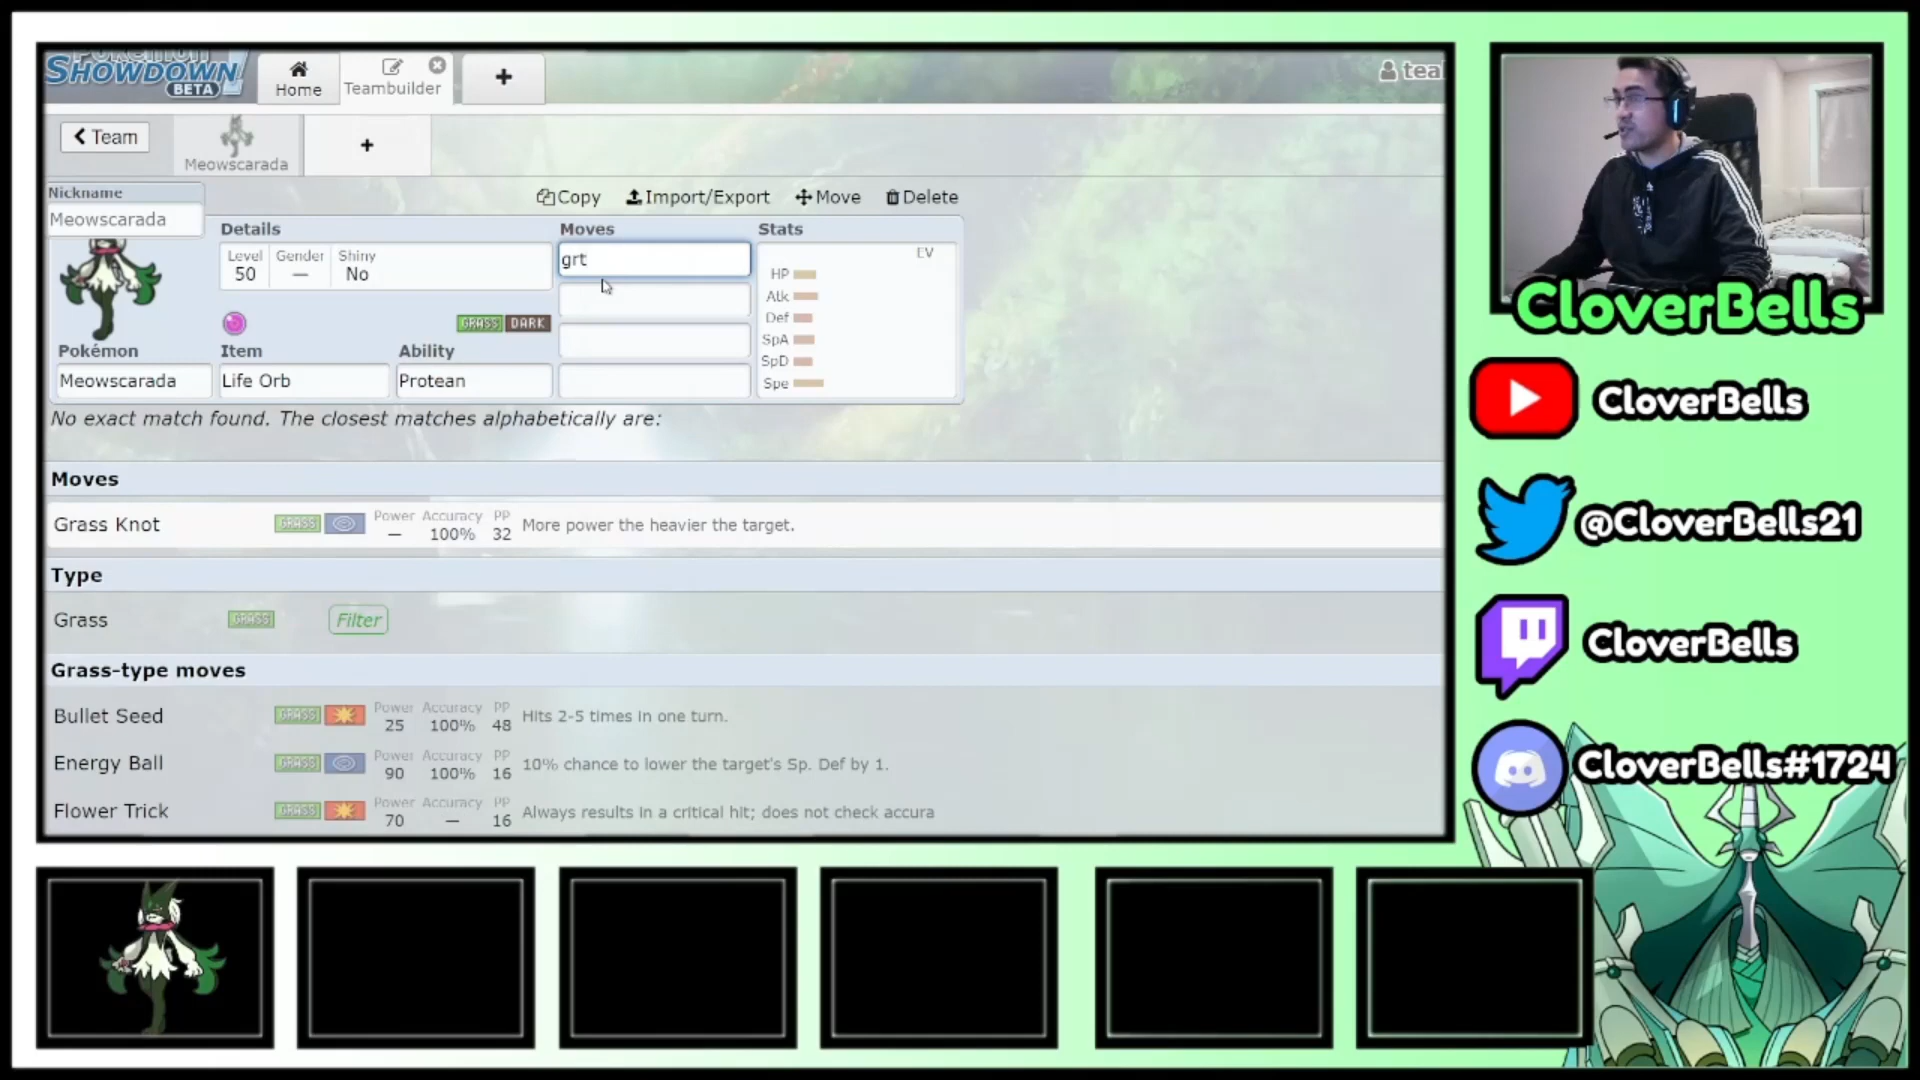 Pokémon
SHOWDOWN
BETA
Home
Teambuilder
+
teal
Team
Meowscarada
+
Nickname
Meowscarada
Copy
Import/Export
Move
Delete
Details
Moves
Stats
Level
50
Gender
—
Shiny
No
grt
EV
HP
Atk
Def
SpA
SpD
Spe
GRASS DARK
Pokémon
Item
Ability
Meowscarada
Life Orb
Protean
No exact match found. The closest matches alphabetically are:
Moves
Grass Knot GRASS Power — Accuracy 100% PP 32 More power the heavier the target.
Type
Grass GRASS Filter
Grass-type moves
Bullet Seed GRASS Power 25 Accuracy 100% PP 48 Hits 2-5 times in one turn.
Energy Ball GRASS Power 90 Accuracy 100% PP 16 10% chance to lower the target's Sp. Def by 1.
Flower Trick GRASS Power 70 Accuracy — PP 16 Always results in a critical hit; does not check accura
CloverBells
CloverBells
@CloverBells21
CloverBells
CloverBells#1724